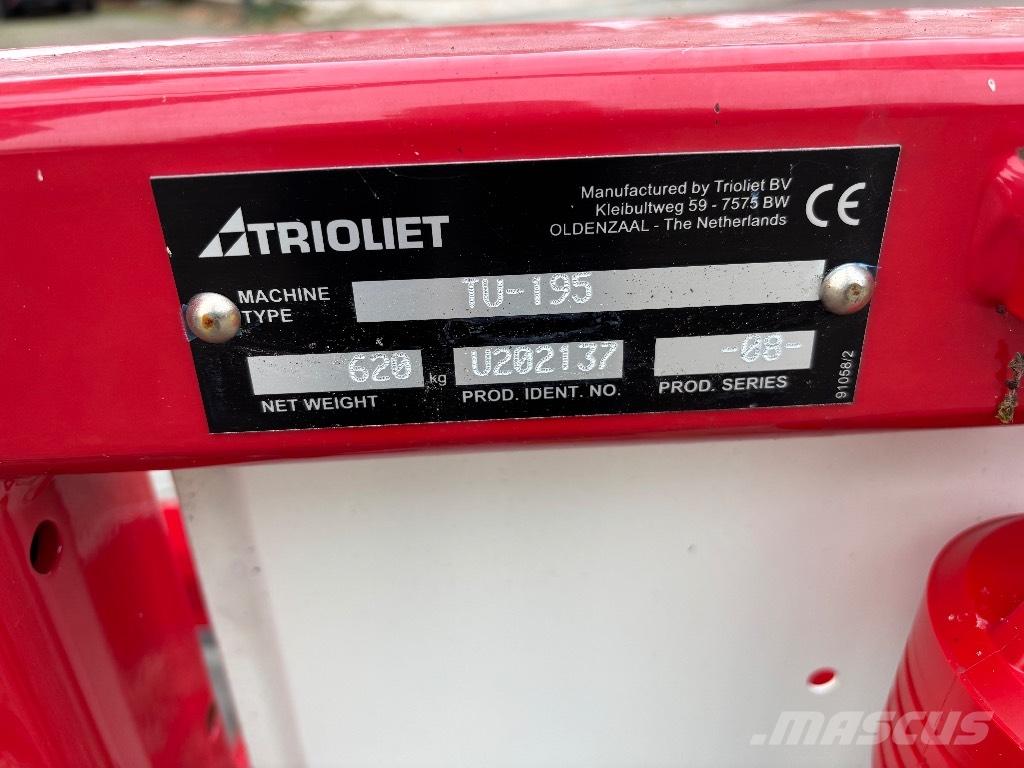 TRIOLIET
Manufactured by Trioliet BV
Kleibultweg 59 - 7575 BW
OLDENZAAL - The Netherlands
CE
MACHINE
TYPE
TU-195
620 kg
U202137
-08-
NET WEIGHT
PROD. IDENT. NO.
PROD. SERIES
91058/2
MASCUS